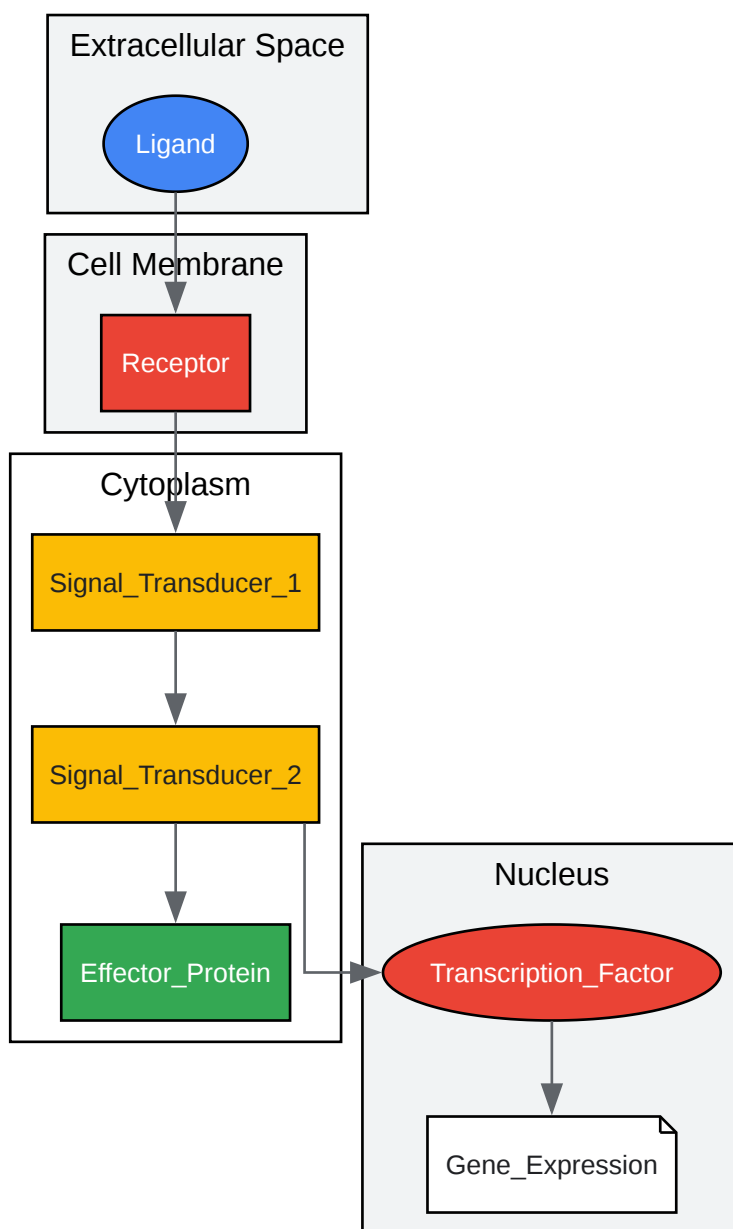 Extracellular Space
Ligand
Cell Membrane
Receptor
Cytoplasm
Signal_Transducer_1
Signal_Transducer_2
Effector_Protein
Nucleus
Transcription_Factor
Gene_Expression